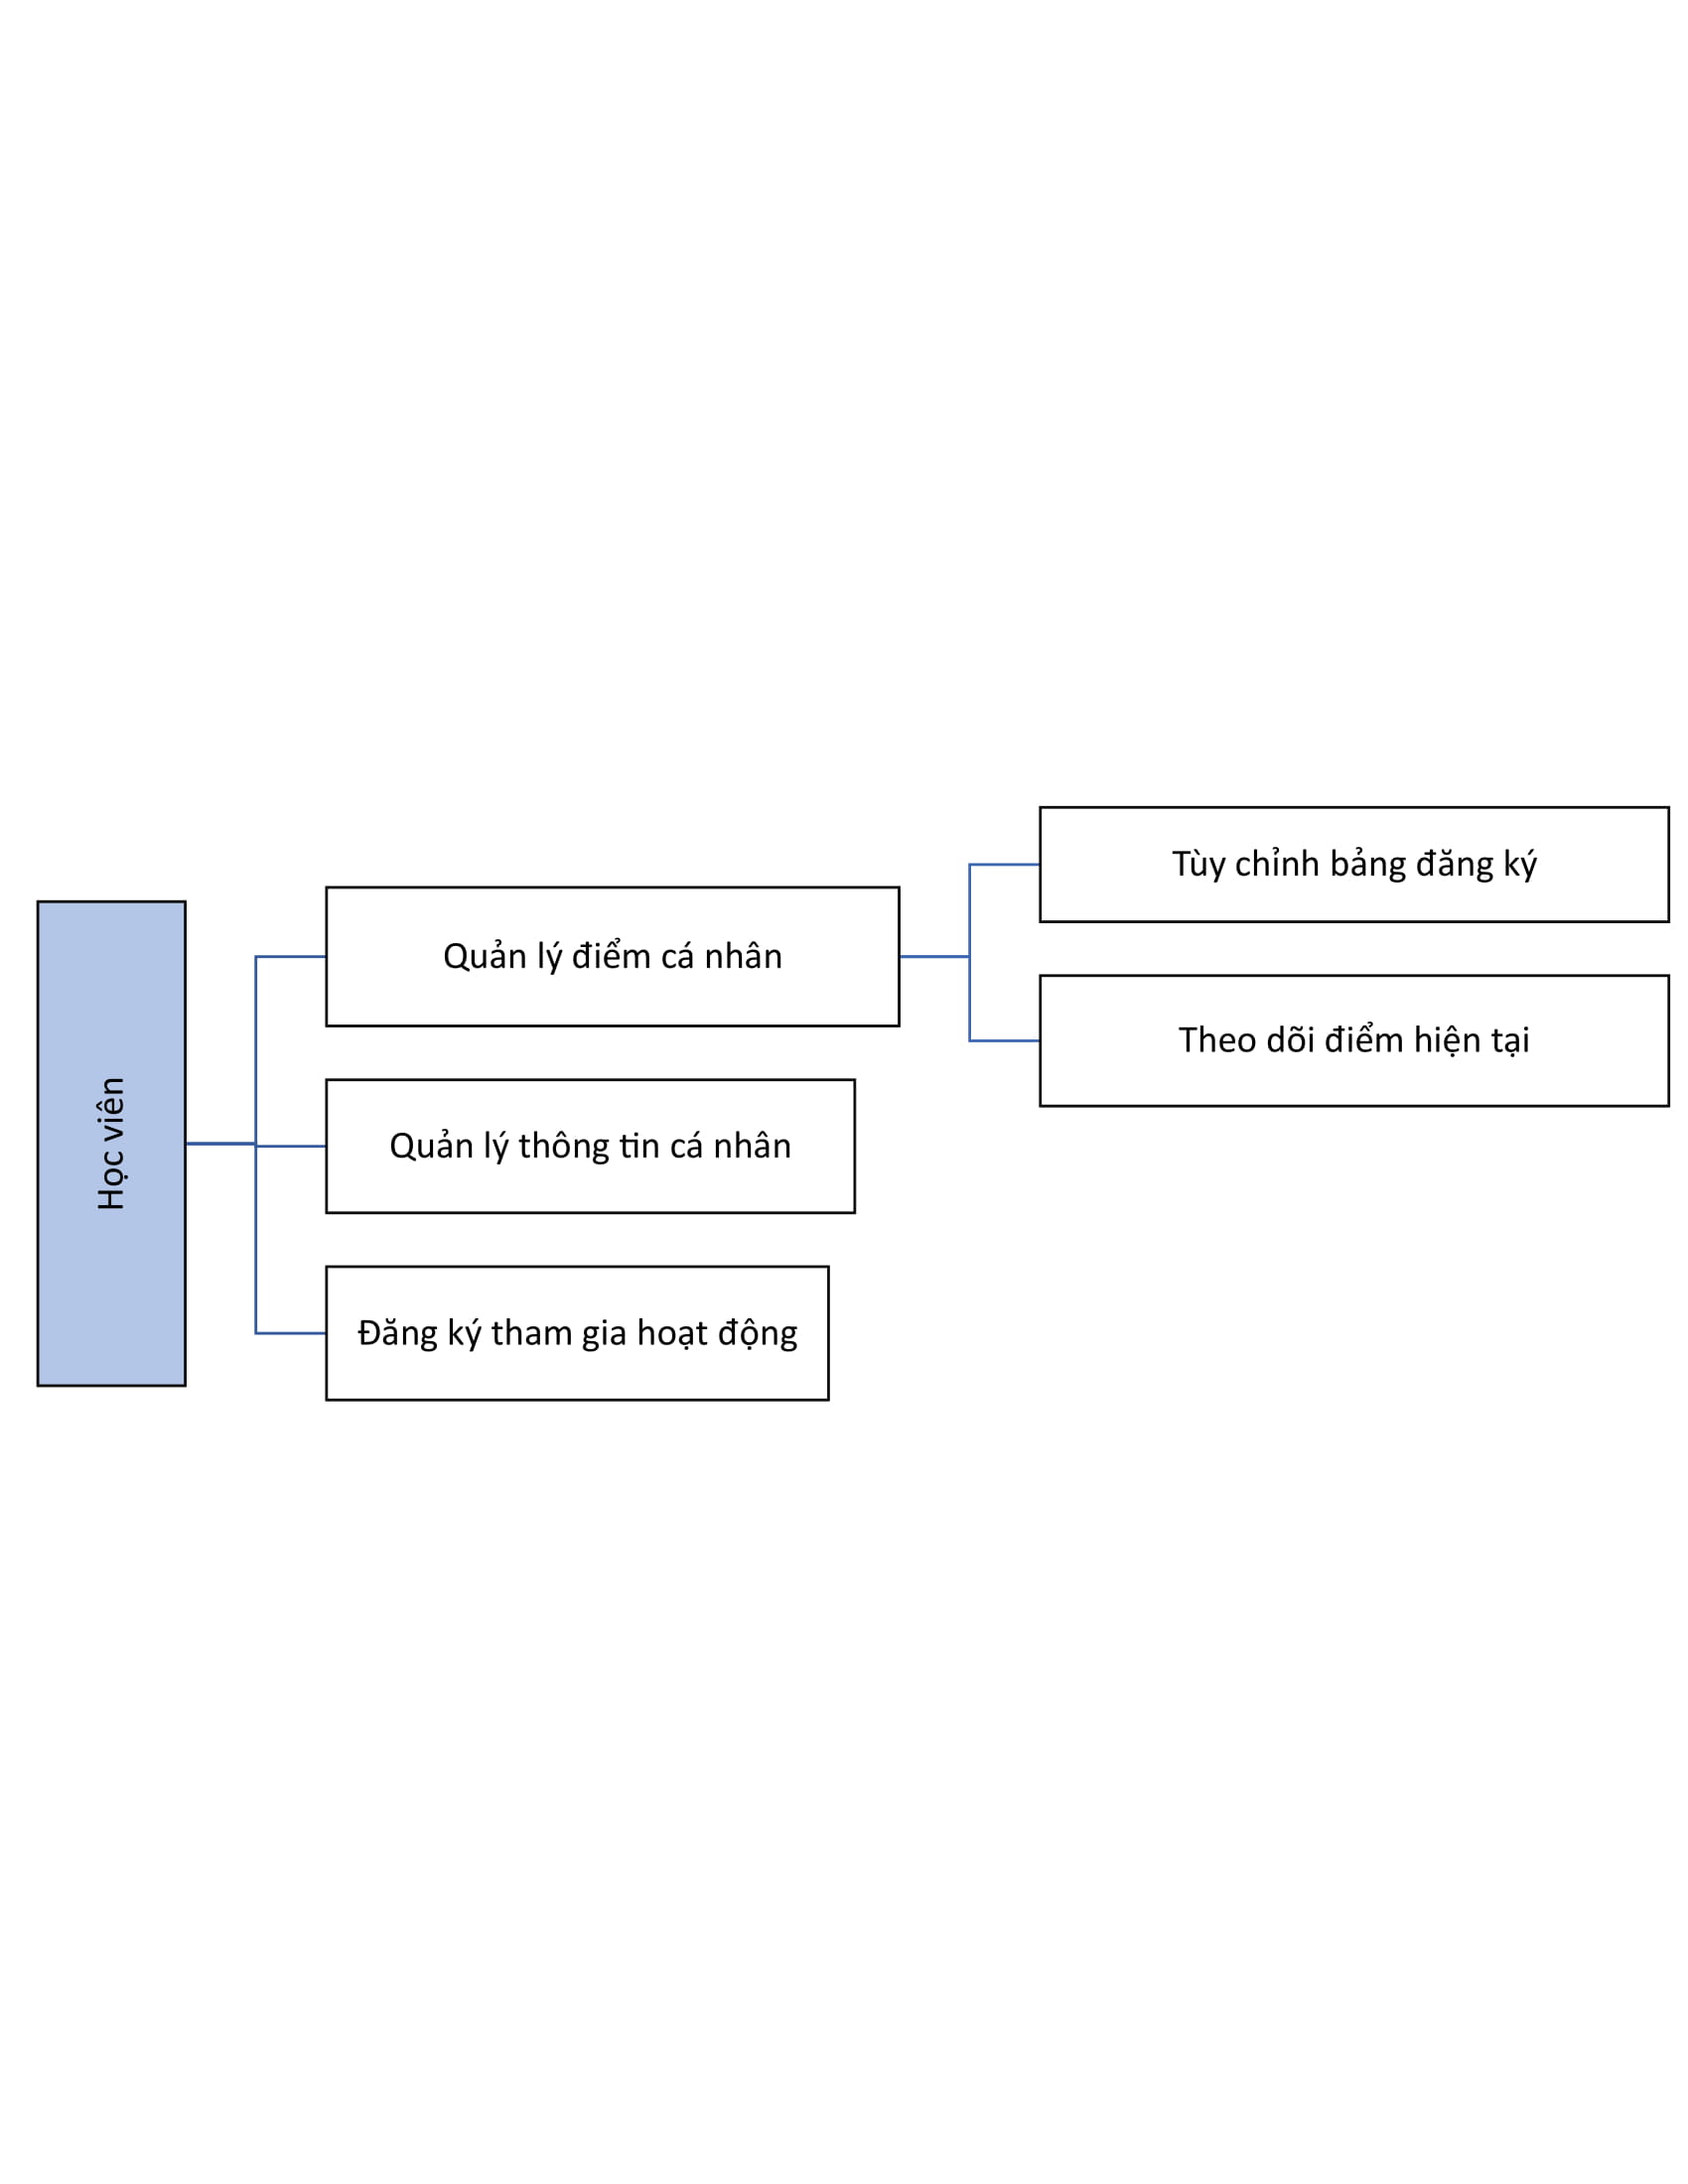 Học viên
Quản lý điểm cá nhân
Tùy chỉnh bảng đăng ký
Theo dõi điểm hiện tại
Quản lý thông tin cá nhân
Đăng ký tham gia hoạt động